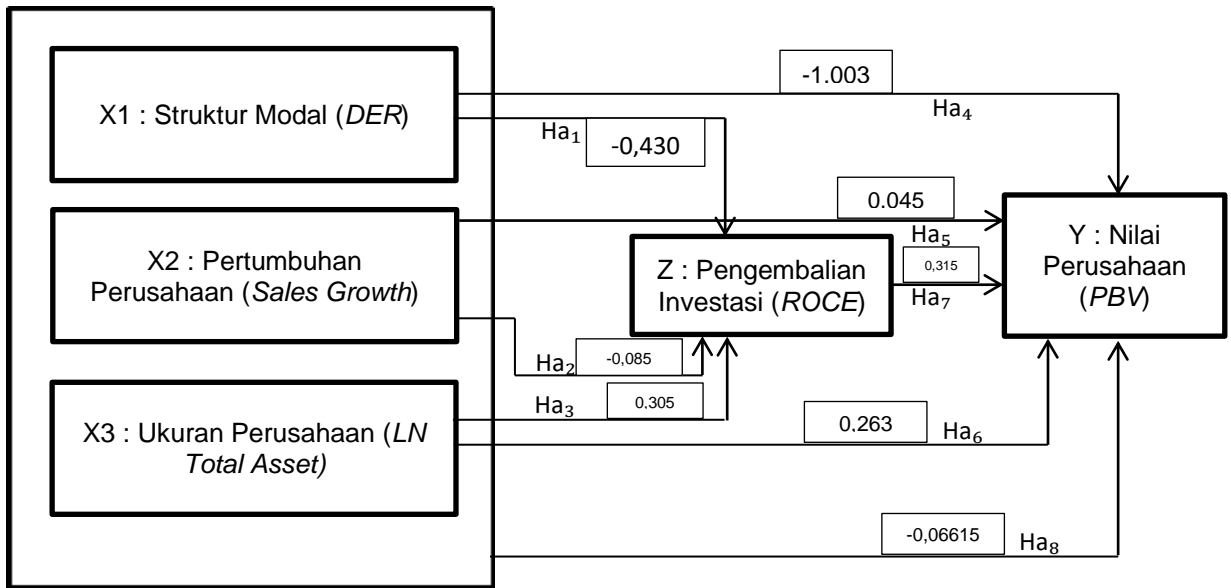 -1.003
X1 : Struktur Modal (DER)
Ha₄
Ha₁
-0,430
0.045
X2 : Pertumbuhan
Perusahaan (Sales Growth)
Ha₅
Z : Pengembalian
Investasi (ROCE)
0,315
Ha₇
Y : Nilai
Perusahaan
(PBV)
Ha₂
-0,085
Ha₃
0,305
X3 : Ukuran Perusahaan (LN
Total Asset)
0.263
Ha₆
-0,06615
Ha₈